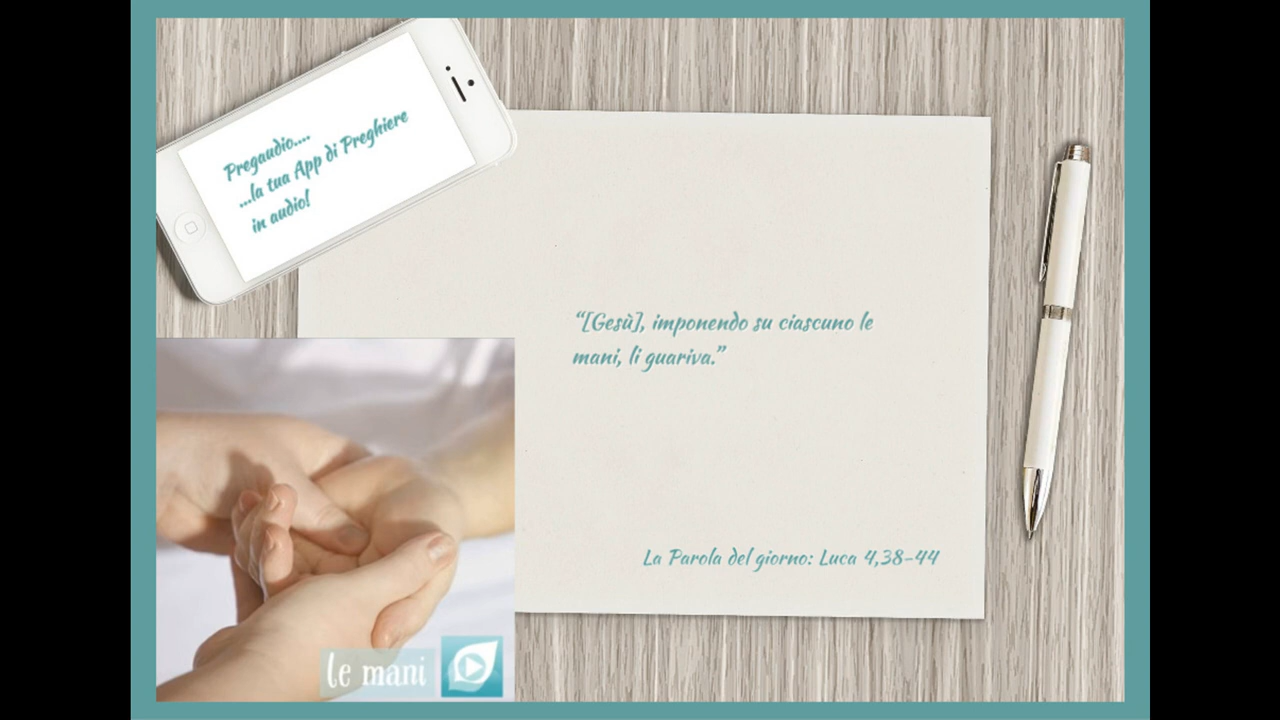 Pregaudio....
...la tua App di Preghiere
in audio!
“[Gesù], imponendo su ciascuno le
mani, li guariva.”
La Parola del giorno: Luca 4,38-44
le mani